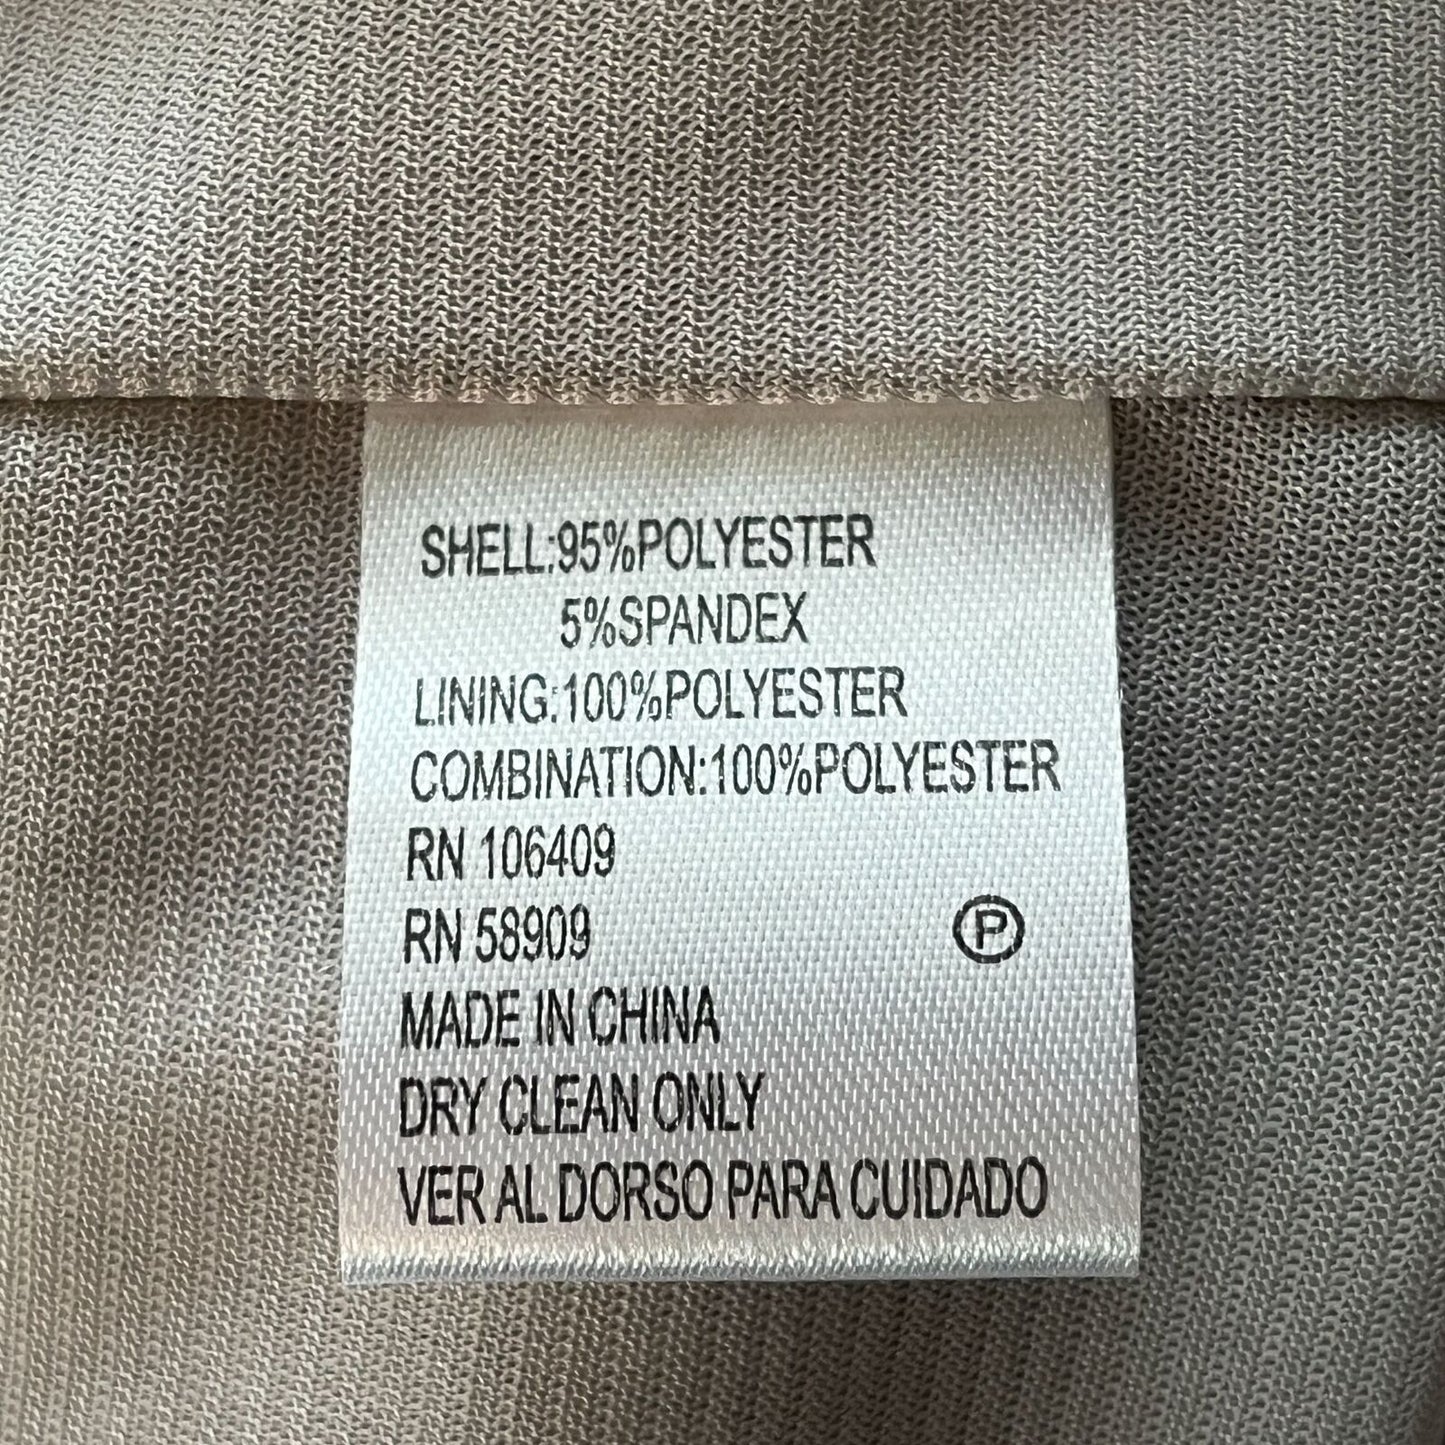 SHELL:95%POLYESTER
5%SPANDEX
LINING:100%POLYESTER
COMBINATION:100%POLYESTER
RN 106409
RN 58909
P
MADE IN CHINA
DRY CLEAN ONLY
VER AL DORSO PARA CUIDADO